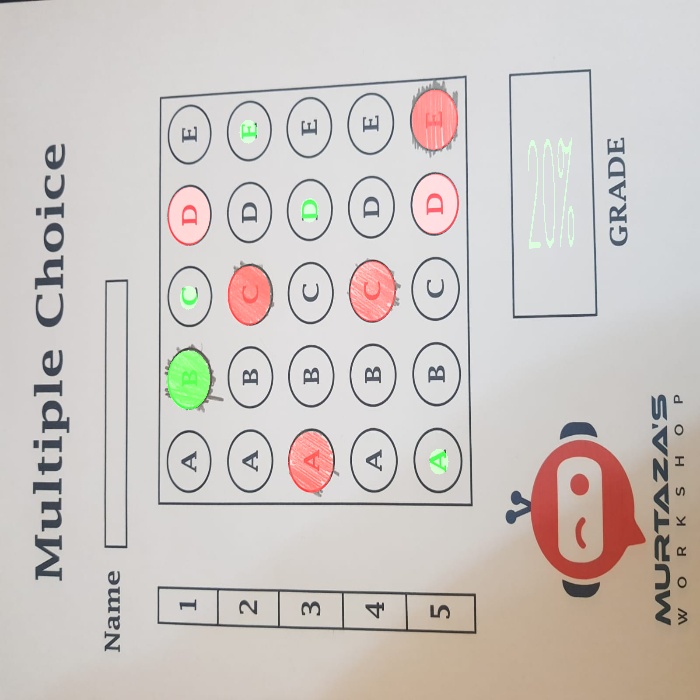 Multiple Choice
Name
1 A B C D E
2 A B C D E
3 A B C D E
4 A B C D E
5 A B C D E
20%
GRADE
MURTAZA'S
WORKSHOP